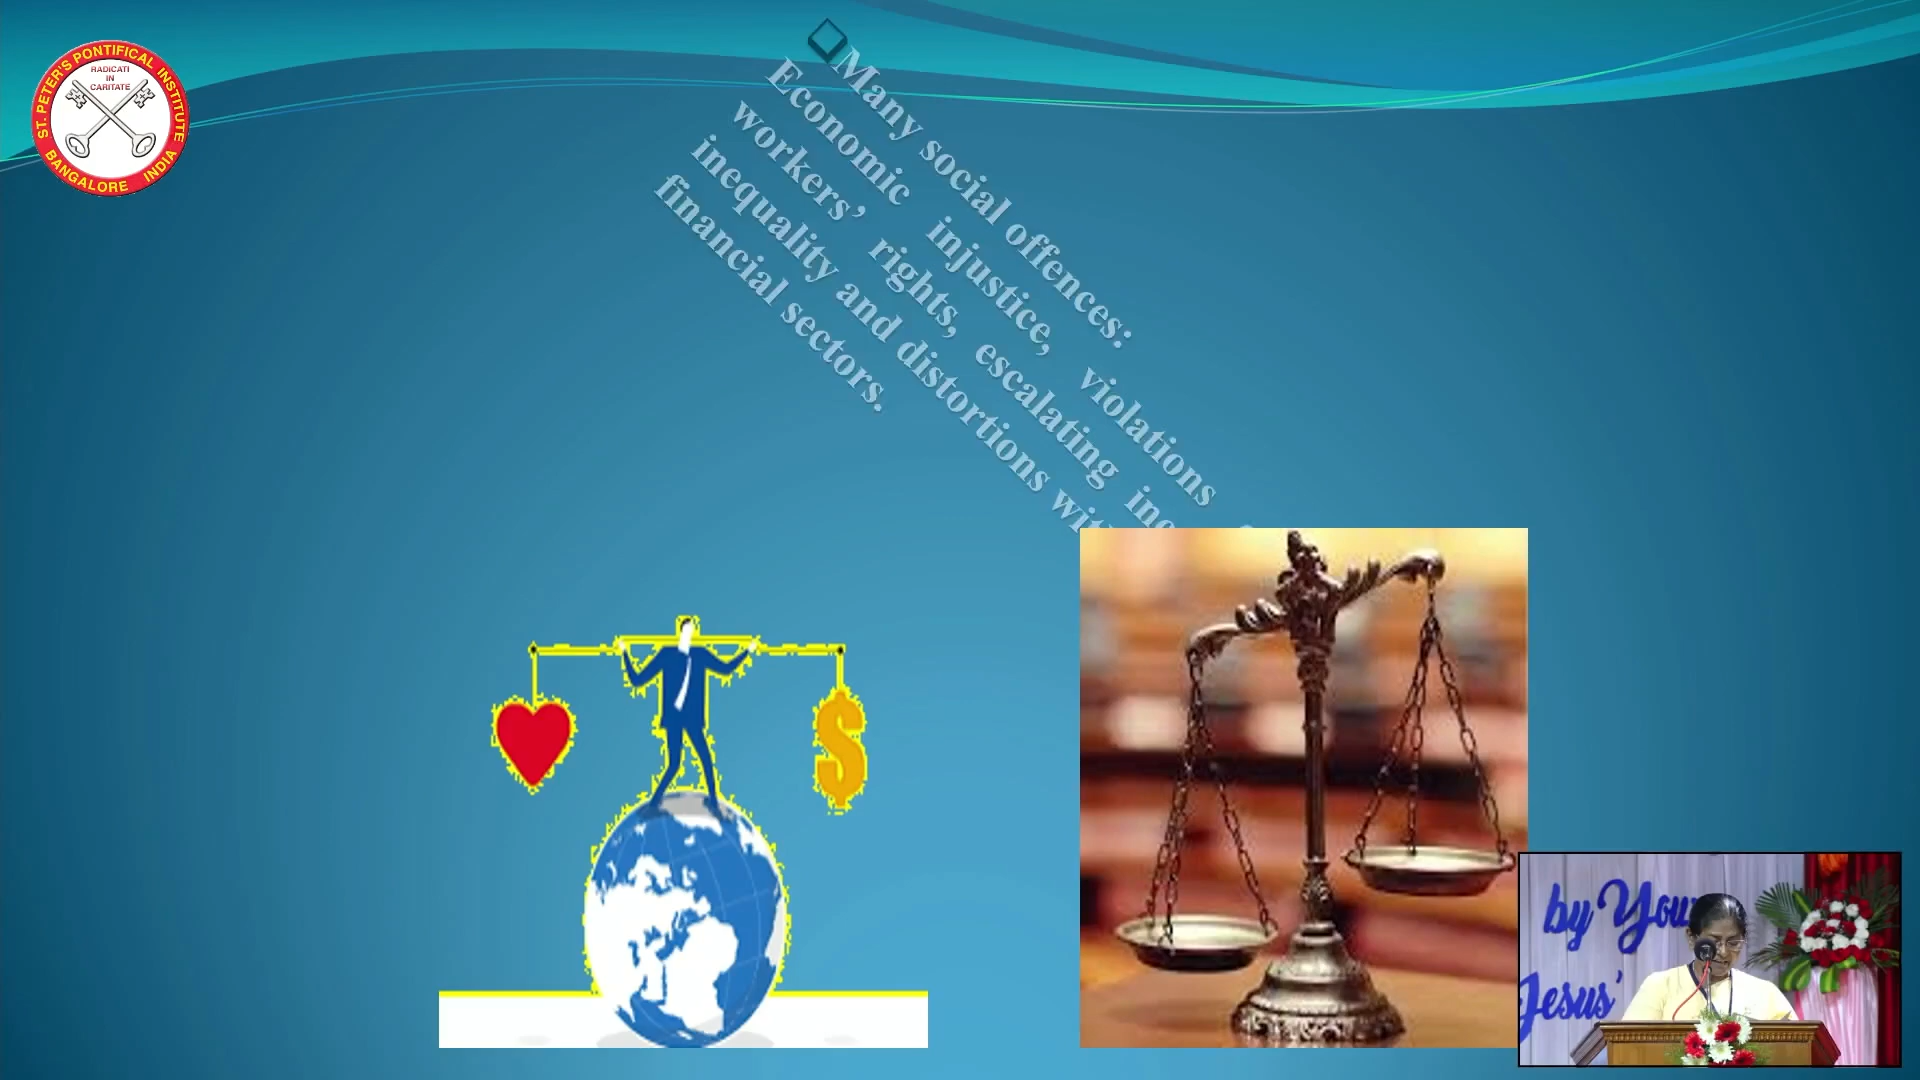 ST. PETER'S PONTIFICAL INSTITUTE
RADICATI
IN
CARITATE
BANGALORE INDIA
Many social offences:
Economic injustice, violations
workers' rights, escalating
inequality and distortions
financial sectors.
by
Jesus'